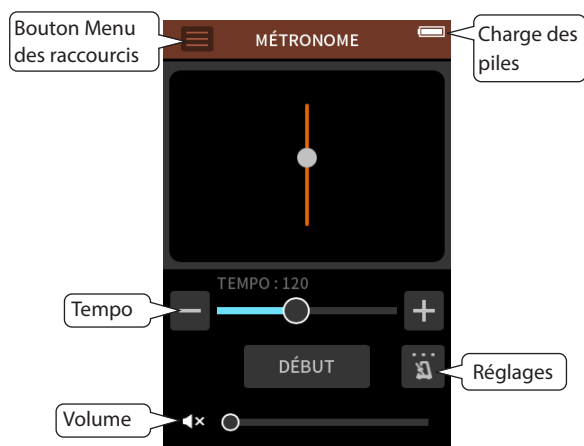 Bouton Menu
des raccourcis
MÉTRONOME
Charge des
piles
TEMPO : 120
Tempo
DÉBUT
Réglages
Volume